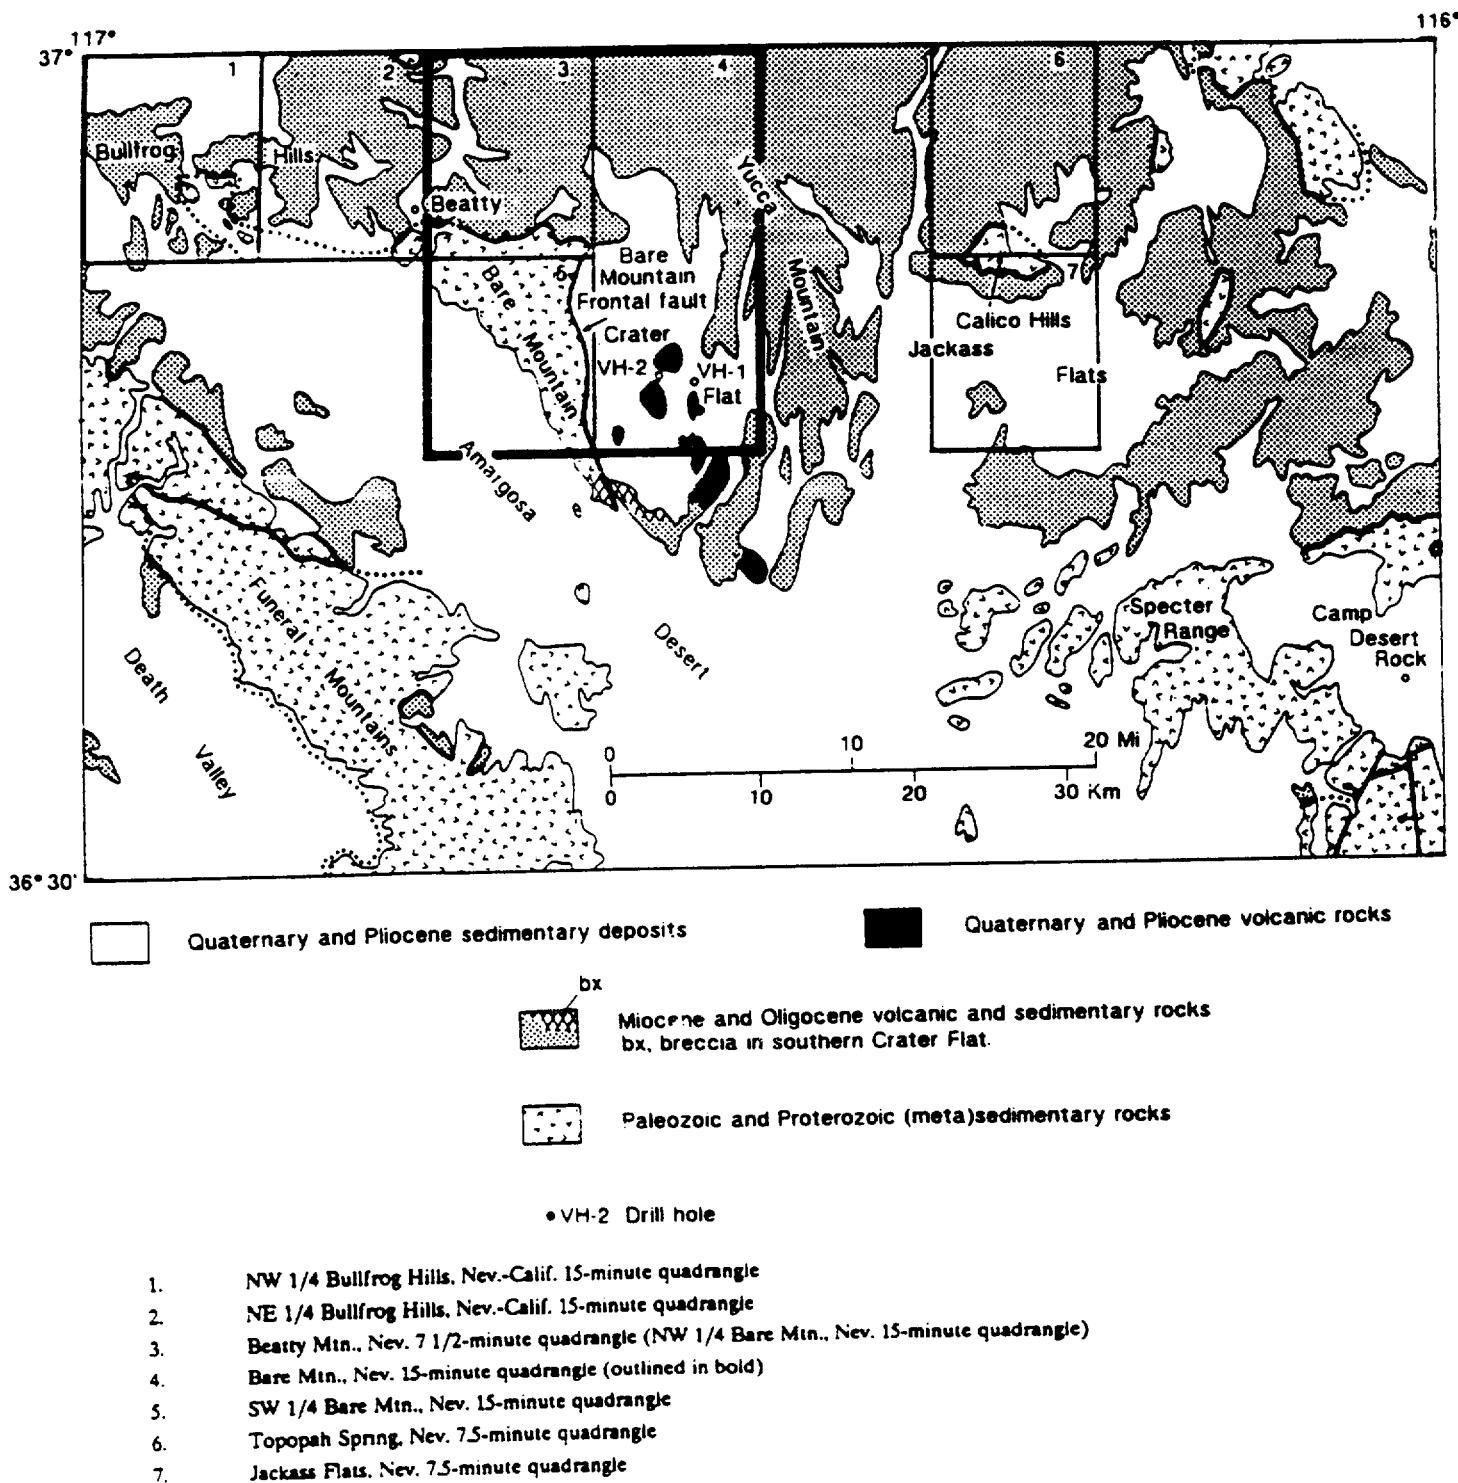 117°
116°
37°
1
2
3
4
6
Bullfrog
Hills
Yucca
Beatty
Bare
Mountain
Frontal fault
5
7
Bare
Mountain
Mountain
Crater
Calico Hills
Jackass
VH-2
VH-1
Flat
Flats
Amargosa
Funeral
Mountains
Desert
Specter
Range
Camp
Desert
Rock
Death
Valley
0
10
20 Mi
0
10
20
30 Km
36° 30'
Quaternary and Pliocene sedimentary deposits
Quaternary and Pliocene volcanic rocks
bx
Miocene and Oligocene volcanic and sedimentary rocks
bx, breccia in southern Crater Flat.
Paleozoic and Proterozoic (meta)sedimentary rocks
VH-2 Drill hole
1. NW 1/4 Bullfrog Hills, Nev.-Calif. 15-minute quadrangle
2. NE 1/4 Bullfrog Hills, Nev.-Calif. 15-minute quadrangle
3. Beatty Mtn., Nev. 7 1/2-minute quadrangle (NW 1/4 Bare Mtn., Nev. 15-minute quadrangle)
4. Bare Mtn., Nev. 15-minute quadrangle (outlined in bold)
5. SW 1/4 Bare Mtn., Nev. 15-minute quadrangle
6. Topopah Spring, Nev. 7.5-minute quadrangle
7. Jackass Flats, Nev. 7.5-minute quadrangle